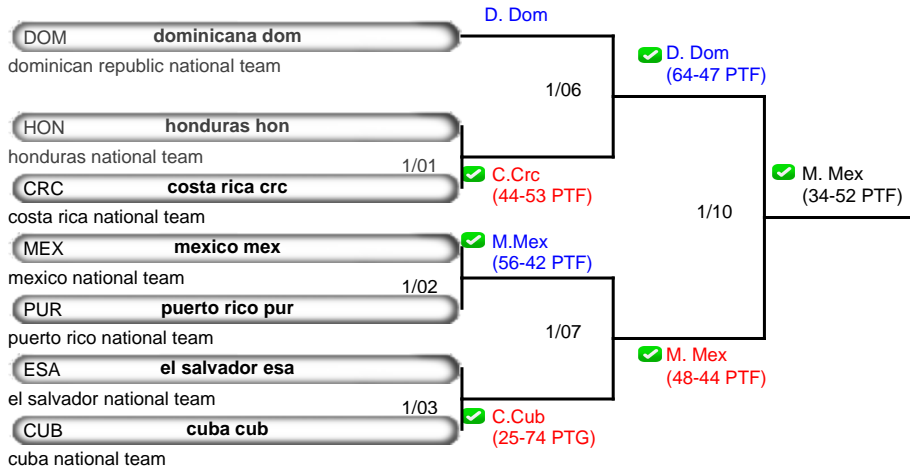 D. Dom
DOM dominicana dom
dominican republic national team
D. Dom
(64-47 PTF)
1/06
HON honduras hon
honduras national team
1/01
C.Crc
(44-53 PTF)
CRC costa rica crc
costa rica national team
M. Mex
(34-52 PTF)
1/10
MEX mexico mex
mexico national team
M.Mex
(56-42 PTF)
1/02
PUR puerto rico pur
puerto rico national team
1/07
ESA el salvador esa
el salvador national team
M. Mex
(48-44 PTF)
1/03
CUB cuba cub
cuba national team
C.Cub
(25-74 PTG)